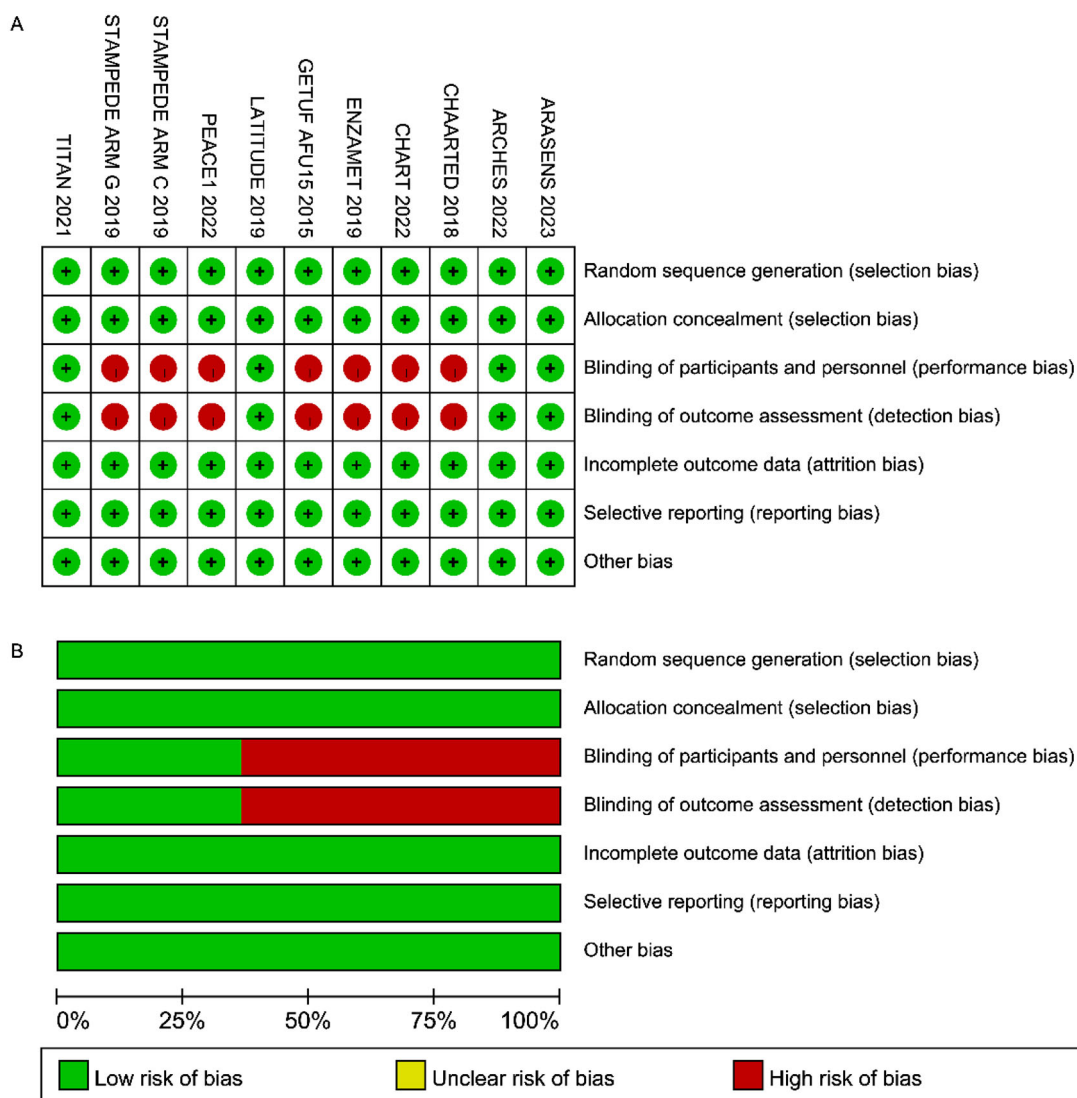 A
TITAN 2021
STAMPEDE ARM G 2019
STAMPEDE ARM C 2019
PEACE1 2022
LATITUDE 2019
GETUF AFU15 2015
ENZAMET 2019
CHART 2022
CHAARTED 2018
ARCHES 2022
ARASENS 2023
+ + + + + + + + + + + Random sequence generation (selection bias)
+ + + + + + + + + + + Allocation concealment (selection bias)
+ - - - + - - - - + + Blinding of participants and personnel (performance bias)
+ - - - + - - - - + + Blinding of outcome assessment (detection bias)
+ + + + + + + + + + + Incomplete outcome data (attrition bias)
+ + + + + + + + + + + Selective reporting (reporting bias)
+ + + + + + + + + + + Other bias
B
Random sequence generation (selection bias)
Allocation concealment (selection bias)
Blinding of participants and personnel (performance bias)
Blinding of outcome assessment (detection bias)
Incomplete outcome data (attrition bias)
Selective reporting (reporting bias)
Other bias
0% 25% 50% 75% 100%
Low risk of bias Unclear risk of bias High risk of bias